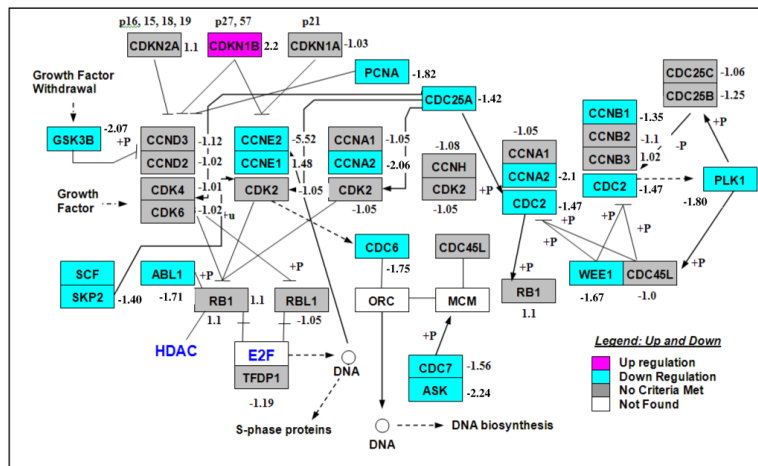 p16, 15, 18, 19
p27, 57
p21
CDKN2A 1.1
CDKN1B 2.2
CDKN1A -1.03
PCNA -1.82
CDC25A -1.42
CDC25C -1.06
CDC25B -1.25
Growth Factor
Withdrawal
GSK3B -2.07
+P
CCND3 -1.12
CCND2 -1.02
CDK4 -1.01
CDK6 -1.02
+u
CCNE2 -5.52
CCNE1 1.48
CDK2 -1.05
CCNA1 -1.05
CCNA2 -2.06
CDK2
-1.05
-1.08
CCNH
CDK2 +P
-1.05
-1.05
CCNA1
CCNA2 -2.1
CDC2 -1.47
+P
CCNB1 -1.35
CCNB2 -1.1
CCNB3 1.02
CDC2 -1.47
-P
+P
PLK1
-1.80
Growth
Factor
SCF
SKP2 -1.40
ABL1
-1.71
+P
+P
RB1 1.1
1.1
RBL1
-1.05
CDC6
-1.75
CDC45L
ORC
MCM
+P
RB1
1.1
+P
+P
WEE1
-1.67
CDC45L
-1.0
+P
HDAC
E2F
TFDP1
-1.19
DNA
S-phase proteins
+P
CDC7 -1.56
ASK -2.24
DNA
DNA biosynthesis
Legend: Up and Down
Up regulation
Down Regulation
No Criteria Met
Not Found